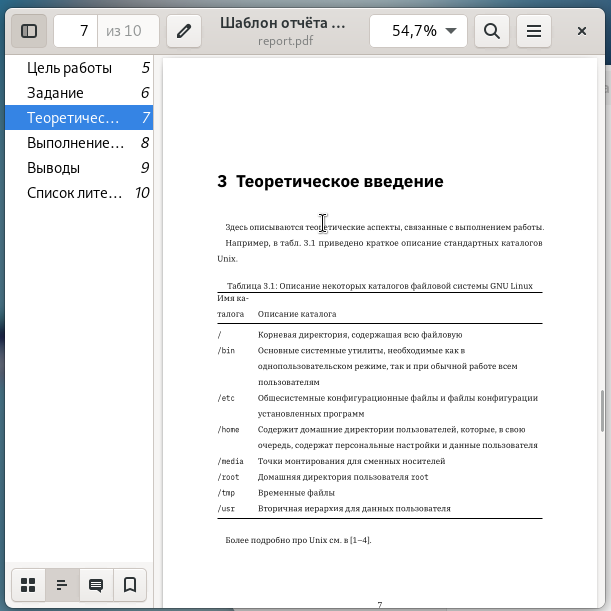 7 из 10
Шаблон отчёта …
report.pdf
54,7%
Цель работы 5
Задание 6
Теоретичес… 7
Выполнение… 8
Выводы 9
Список лите… 10
3 Теоретическое введение
Здесь описываются теоретические аспекты, связанные с выполнением работы.
Например, в табл. 3.1 приведено краткое описание стандартных каталогов
Unix.
Таблица 3.1: Описание некоторых каталогов файловой системы GNU Linux
Имя ка-
талога Описание каталога
/ Корневая директория, содержащая всю файловую
/bin Основные системные утилиты, необходимые как в
однопользовательском режиме, так и при обычной работе всем
пользователям
/etc Общесистемные конфигурационные файлы и файлы конфигурации
установленных программ
/home Содержит домашние директории пользователей, которые, в свою
очередь, содержат персональные настройки и данные пользователя
/media Точки монтирования для сменных носителей
/root Домашняя директория пользователя root
/tmp Временные файлы
/usr Вторичная иерархия для данных пользователя
Более подробно про Unix см. в [1–4].
7